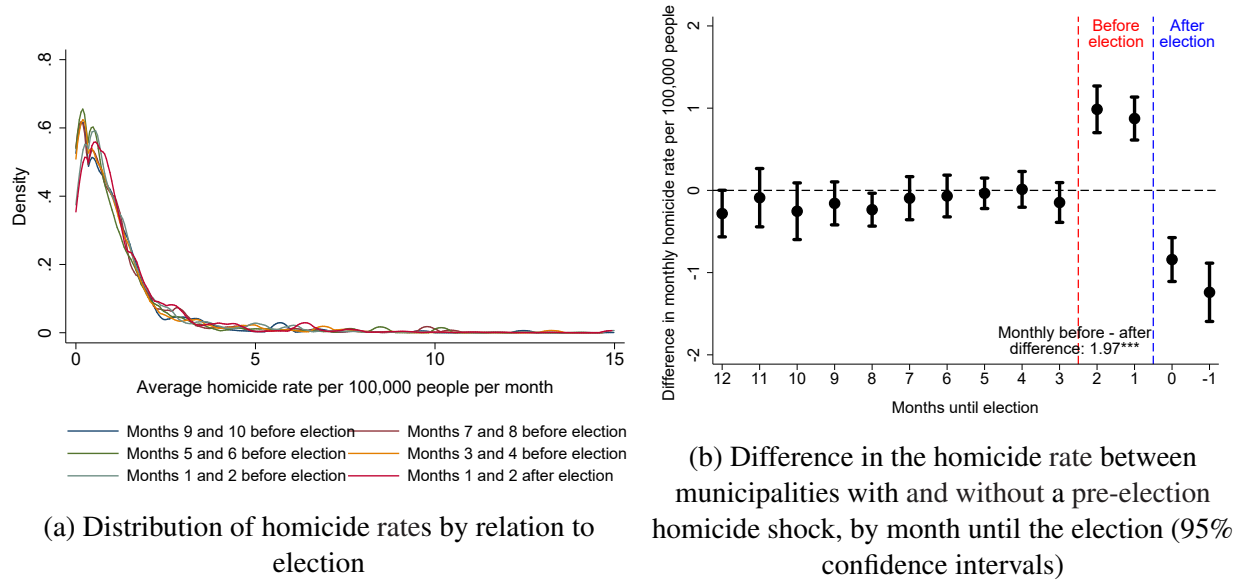 .8
.6
.4
.2
0
Density
0 5 10 15
Average homicide rate per 100,000 people per month
Months 9 and 10 before election Months 7 and 8 before election
Months 5 and 6 before election Months 3 and 4 before election
Months 1 and 2 before election Months 1 and 2 after election
(a) Distribution of homicide rates by relation to
election
Difference in monthly homicide rate per 100,000 people
2
1
0
-1
-2
Before
election
After
election
Monthly before - after
difference: 1.97***
12 11 10 9 8 7 6 5 4 3 2 1 0 -1
Months until election
(b) Difference in the homicide rate between
municipalities with and without a pre-election
homicide shock, by month until the election (95%
confidence intervals)